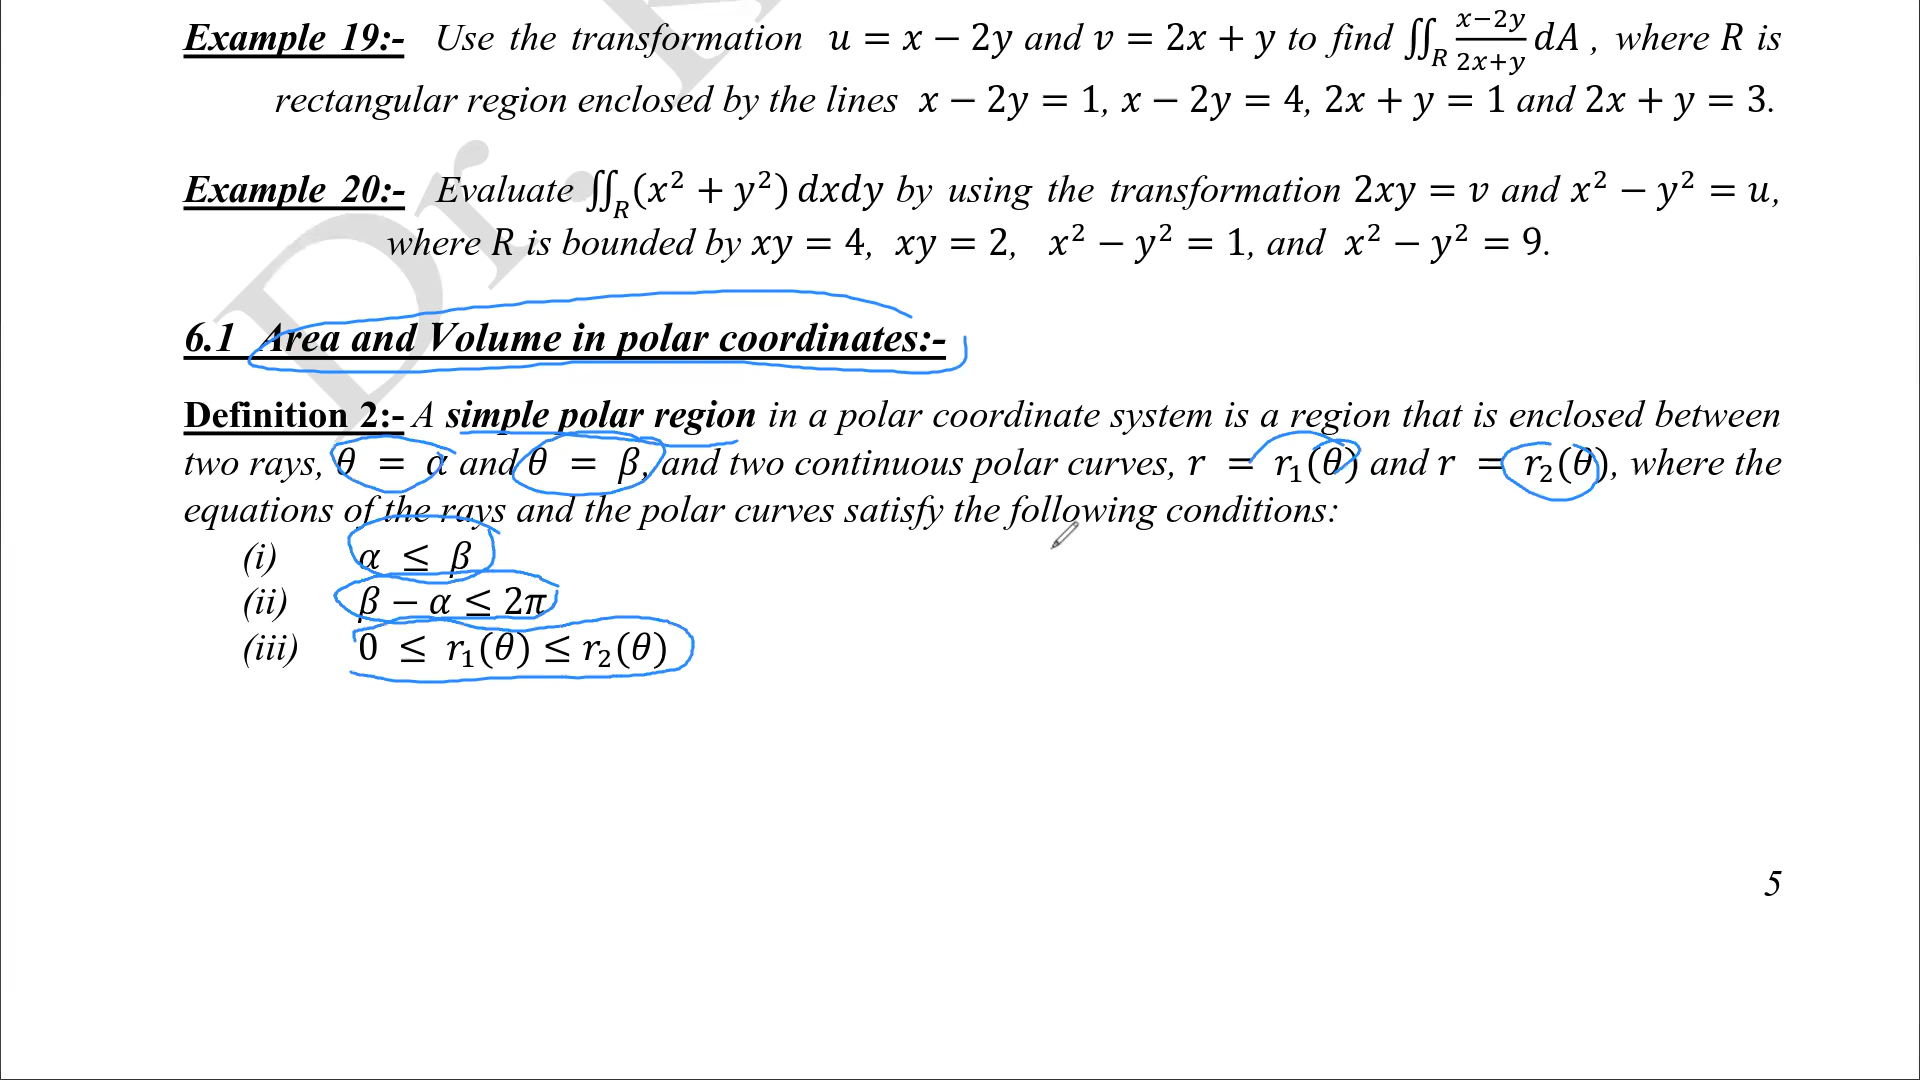 Example 19:- Use the transformation u = x − 2y and v = 2x + y to find ∬_R (x−2y)/(2x+y) dA , where R is
rectangular region enclosed by the lines x − 2y = 1, x − 2y = 4, 2x + y = 1 and 2x + y = 3.
Example 20:- Evaluate ∬_R (x² + y²) dxdy by using the transformation 2xy = v and x² − y² = u,
where R is bounded by xy = 4, xy = 2, x² − y² = 1, and x² − y² = 9.
6.1 Area and Volume in polar coordinates:-
Definition 2:- A simple polar region in a polar coordinate system is a region that is enclosed between
two rays, θ = α and θ = β, and two continuous polar curves, r = r₁(θ) and r = r₂(θ), where the
equations of the rays and the polar curves satisfy the following conditions:
(i) α ≤ β
(ii) β − α ≤ 2π
(iii) 0 ≤ r₁(θ) ≤ r₂(θ)
5
Dr.